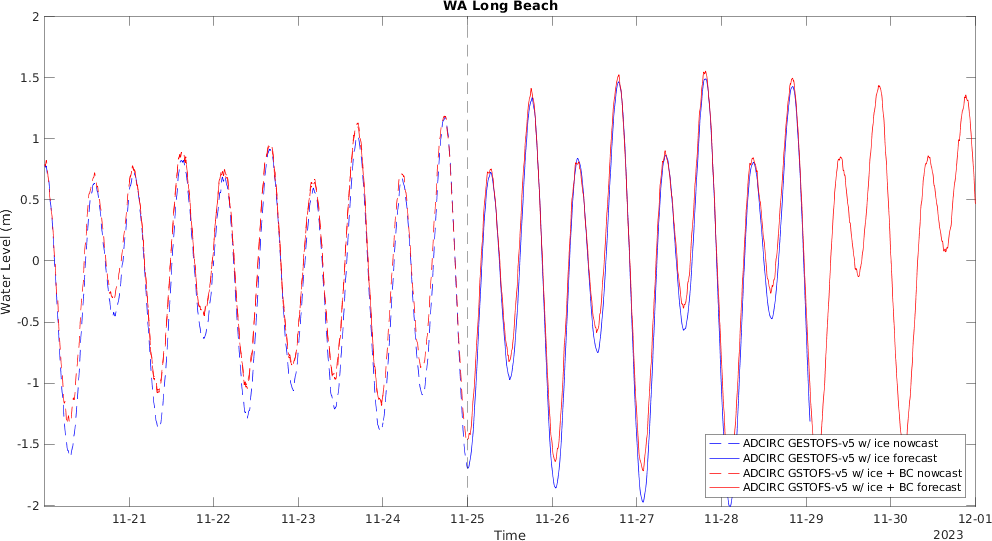 WA Long Beach
2
1.5
1
0.5
0
-0.5
-1
-1.5
-2
Water Level (m)
11-21 11-22 11-23 11-24 11-25 11-26 11-27 11-28 11-29 11-30 12-01
Time
2023
ADCIRC GESTOFS-v5 w/ ice nowcast
ADCIRC GESTOFS-v5 w/ ice forecast
ADCIRC GSTOFS-v5 w/ ice + BC nowcast
ADCIRC GSTOFS-v5 w/ ice + BC forecast